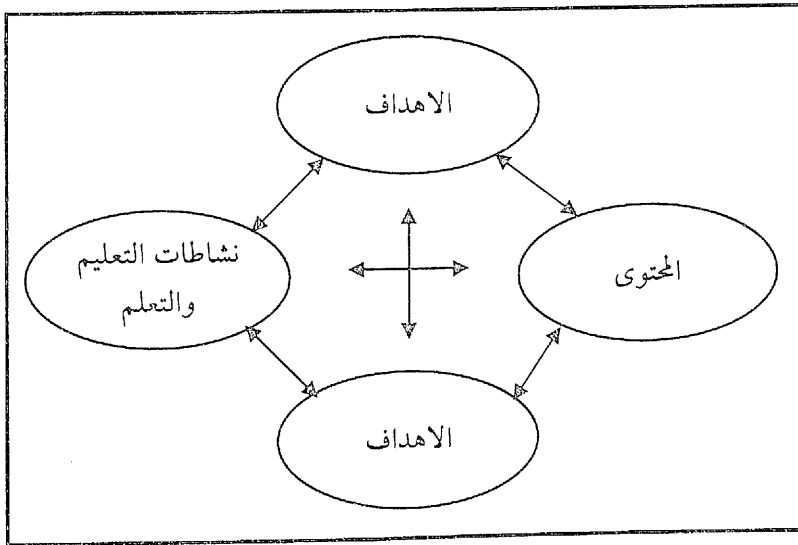 الاهداف
المحتوى
نشاطات التعليم
والتعلم
الاهداف